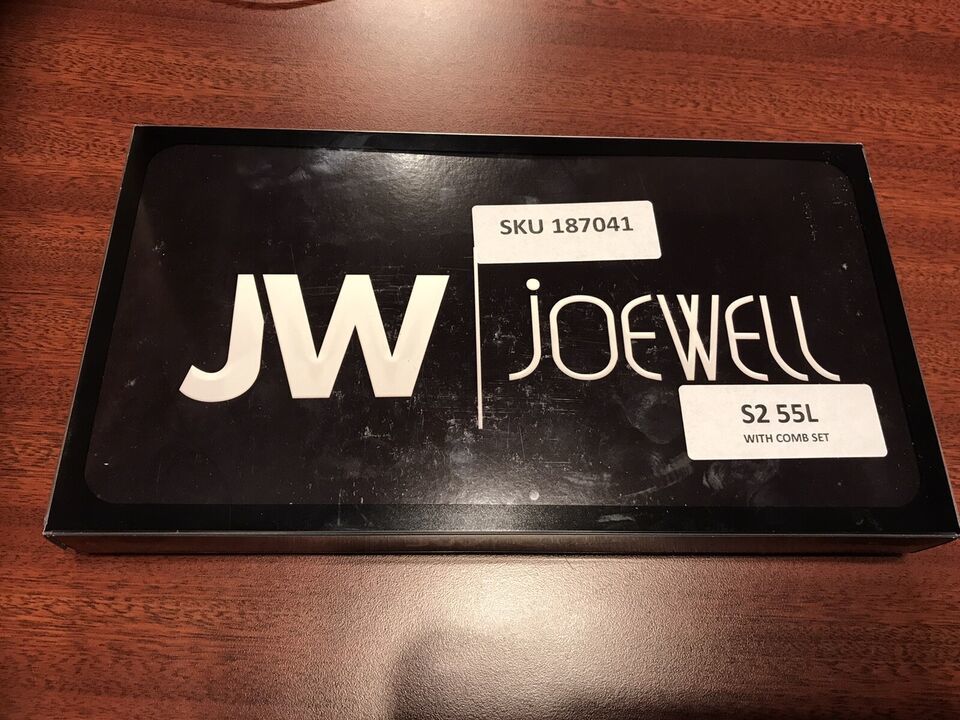 SKU 187041
JW
JOEWELL
S2 55L
WITH COMB SET